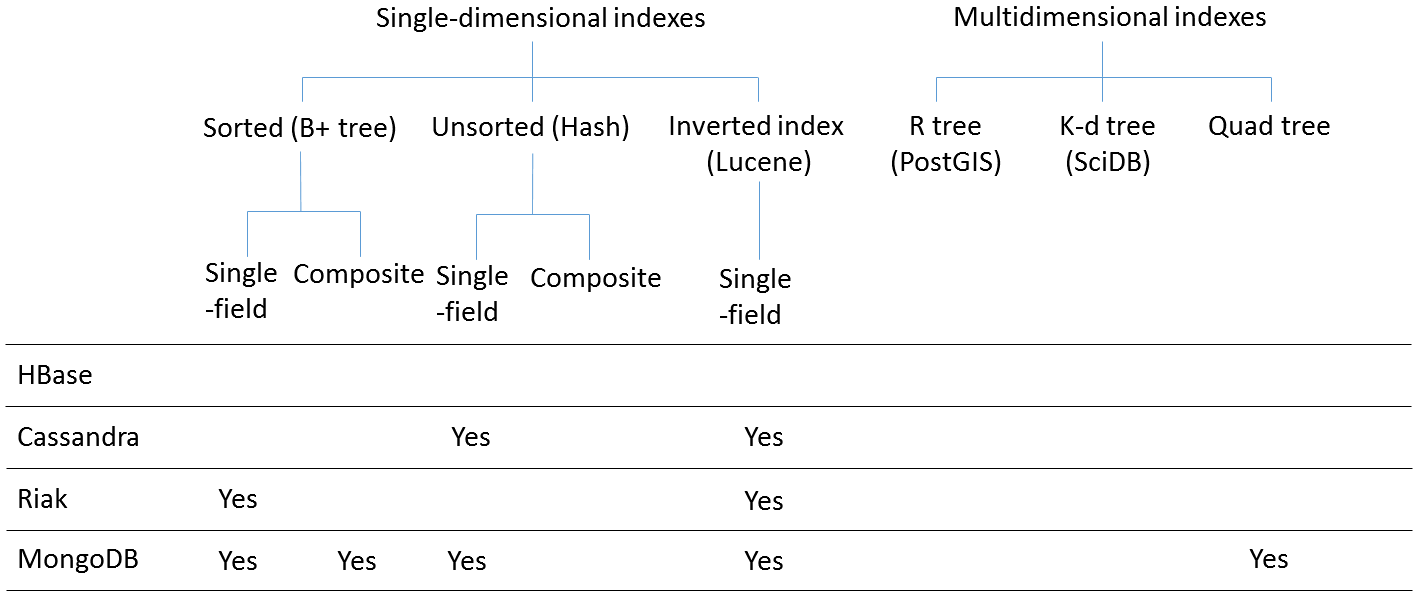 Single-dimensional indexes
Multidimensional indexes
Sorted (B+ tree)
Unsorted (Hash)
Inverted index
(Lucene)
R tree
(PostGIS)
K-d tree
(SciDB)
Quad tree
Single
-field
Composite
Single
-field
Composite
Single
-field
HBase
Cassandra Yes Yes
Riak Yes Yes
MongoDB Yes Yes Yes Yes Yes